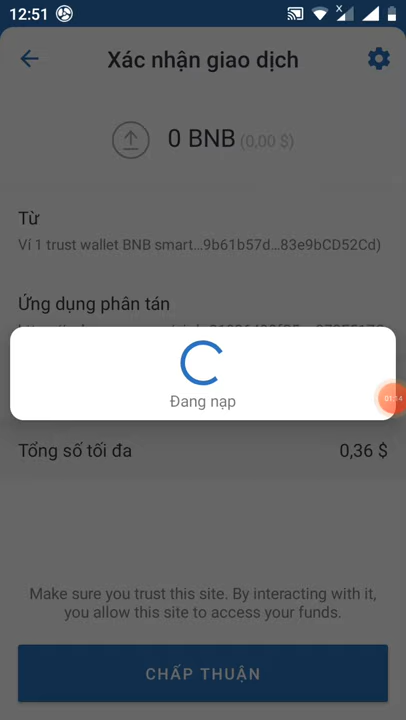 12:51
Xác nhận giao dịch
0 BNB (0,00 $)
Từ
Ví 1 trust wallet BNB smart...9b61b57d...83e9bCD52Cd)
Ứng dụng phân tán
Đang nạp
01:14
Tổng số tối đa
0,36 $
Make sure you trust this site. By interacting with it,
you allow this site to access your funds.
CHẤP THUẬN